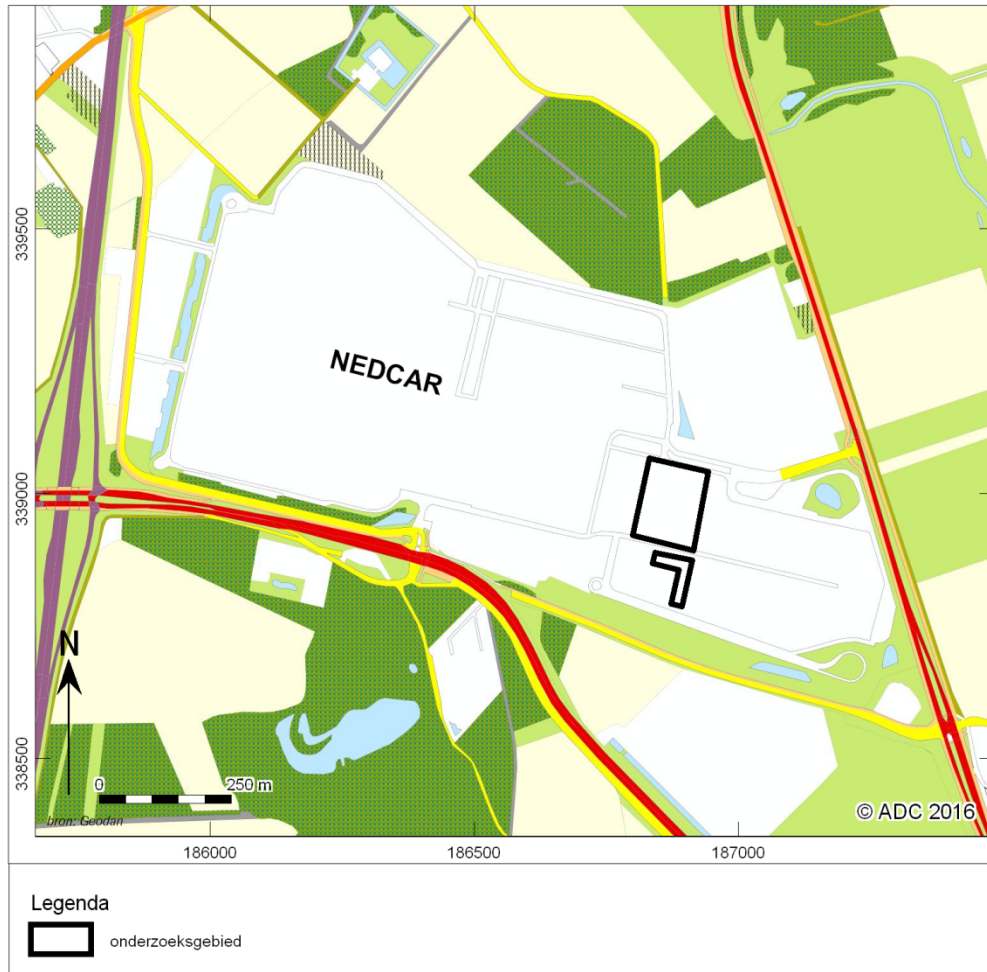 339500
NEDCAR
339000
N
338500
0 250 m
bron: Geodan
© ADC 2016
186000 186500 187000
Legenda
onderzoeksgebied